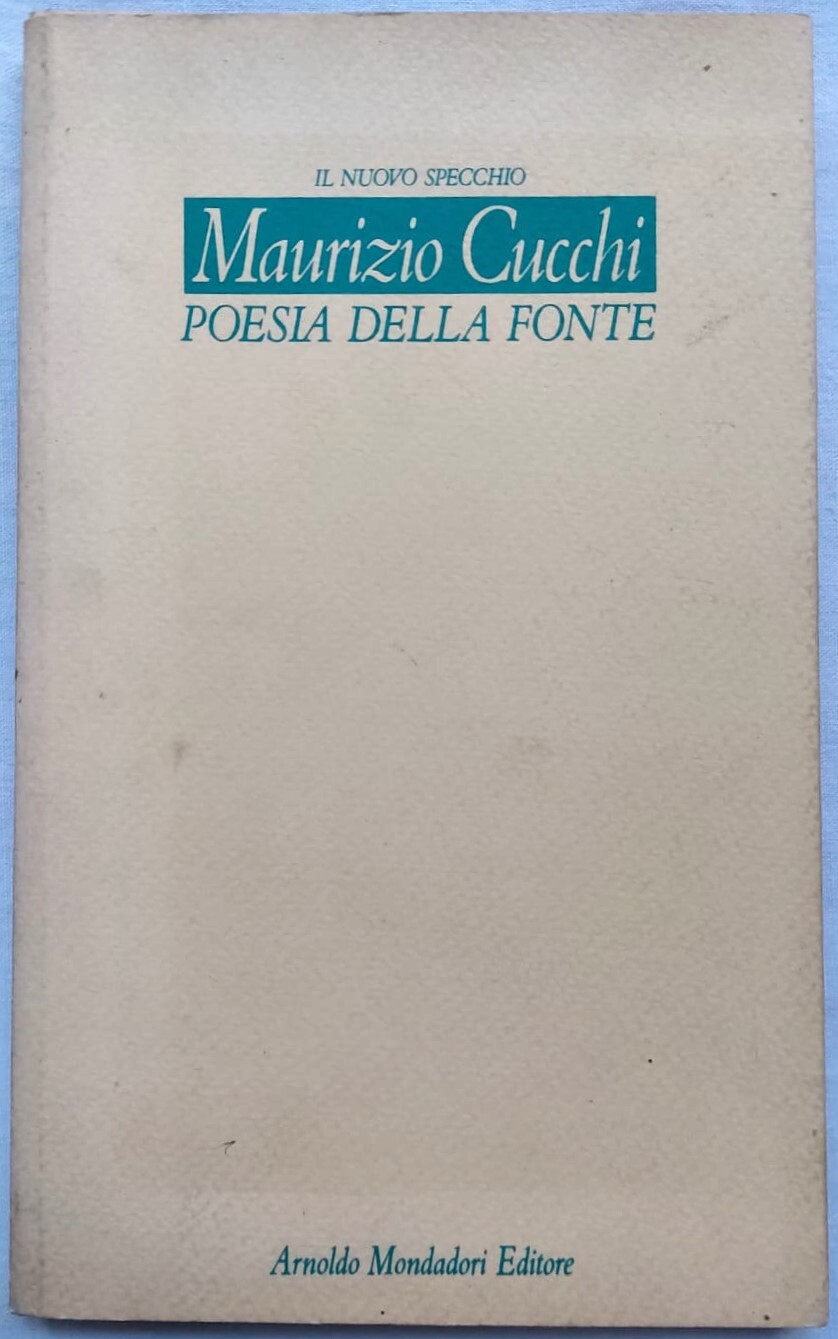 IL NUOVO SPECCHIO
Maurizio Cucchi
POESIA DELLA FONTE
Arnoldo Mondadori Editore